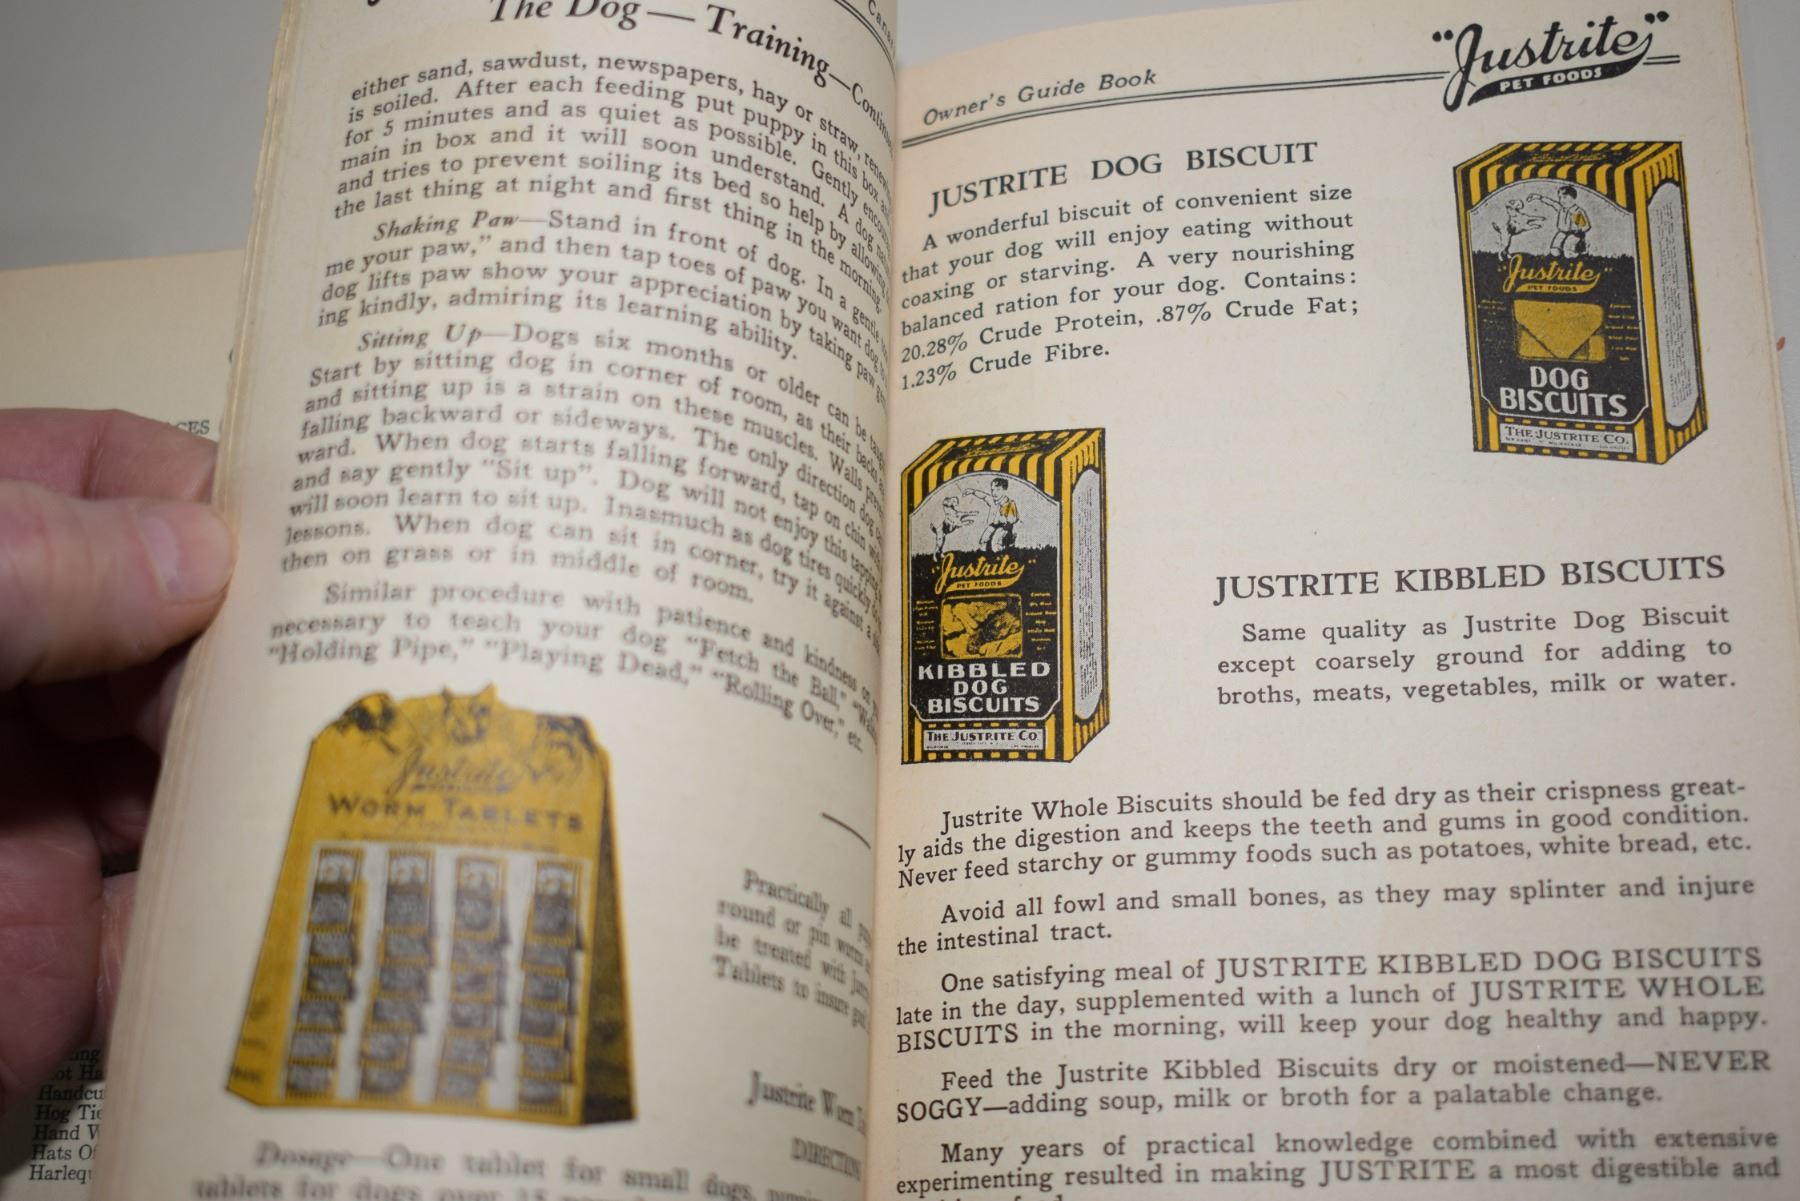 Cana
The Dog — Training—Contin
either sand, sawdust, newspapers, hay or straw, renew
is soiled. After each feeding put puppy in this box and
for 5 minutes and as quiet as possible. Gently encou
main in box and it will soon understand. A dog
and tries to prevent soiling its bed so help by allowing
the last thing at night and first thing in the morning.
Shaking Paw—Stand in front of dog. In a gentle
me your paw," and then tap toes of paw you want dog
dog lifts paw show your appreciation by taking paw
ing kindly, admiring its learning ability.
Sitting Up—Dogs six months or older can be
Start by sitting dog in corner of room, as their backs
and sitting up is a strain on these muscles. Walls
falling backward or sideways. The only direction dog
ward. When dog starts falling forward, tap on chin
and say gently "Sit up". Dog will not enjoy this tapping
will soon learn to sit up. Inasmuch as dog tires quickly
lessons. When dog can sit in corner, try it against a
then on grass or in middle of room.
Similar procedure with patience and kindness
necessary to teach your dog "Fetch the Ball,"
"Holding Pipe," "Playing Dead," "Rolling Over," etc.
Justrite
WORM TABLETS
Practically all
round or pin worm
be treated with
Tablets to insure
Justrite Worm
DIRECTION
Dosage—One tablet for small dogs,
tablets for dogs over 15
ACES
Handcu
Hog Tie
Hand W
Hats Of
Harlequ
Owner's Guide Book
"Justrite"
PET FOODS
JUSTRITE DOG BISCUIT
A wonderful biscuit of convenient size
that your dog will enjoy eating without
coaxing or starving. A very nourishing
balanced ration for your dog. Contains:
20.28% Crude Protein, .87% Crude Fat;
1.23% Crude Fibre.
"Justrite"
PET FOODS
DOG
BISCUITS
THE JUSTRITE CO.
"Justrite"
PET FOODS
KIBBLED
DOG
BISCUITS
THE JUSTRITE CO.
JUSTRITE KIBBLED BISCUITS
Same quality as Justrite Dog Biscuit
except coarsely ground for adding to
broths, meats, vegetables, milk or water.
Justrite Whole Biscuits should be fed dry as their crispness great-
ly aids the digestion and keeps the teeth and gums in good condition.
Never feed starchy or gummy foods such as potatoes, white bread, etc.
Avoid all fowl and small bones, as they may splinter and injure
the intestinal tract.
One satisfying meal of JUSTRITE KIBBLED DOG BISCUITS
late in the day, supplemented with a lunch of JUSTRITE WHOLE
BISCUITS in the morning, will keep your dog healthy and happy.
Feed the Justrite Kibbled Biscuits dry or moistened—NEVER
SOGGY—adding soup, milk or broth for a palatable change.
Many years of practical knowledge combined with extensive
experimenting resulted in making JUSTRITE a most digestible and